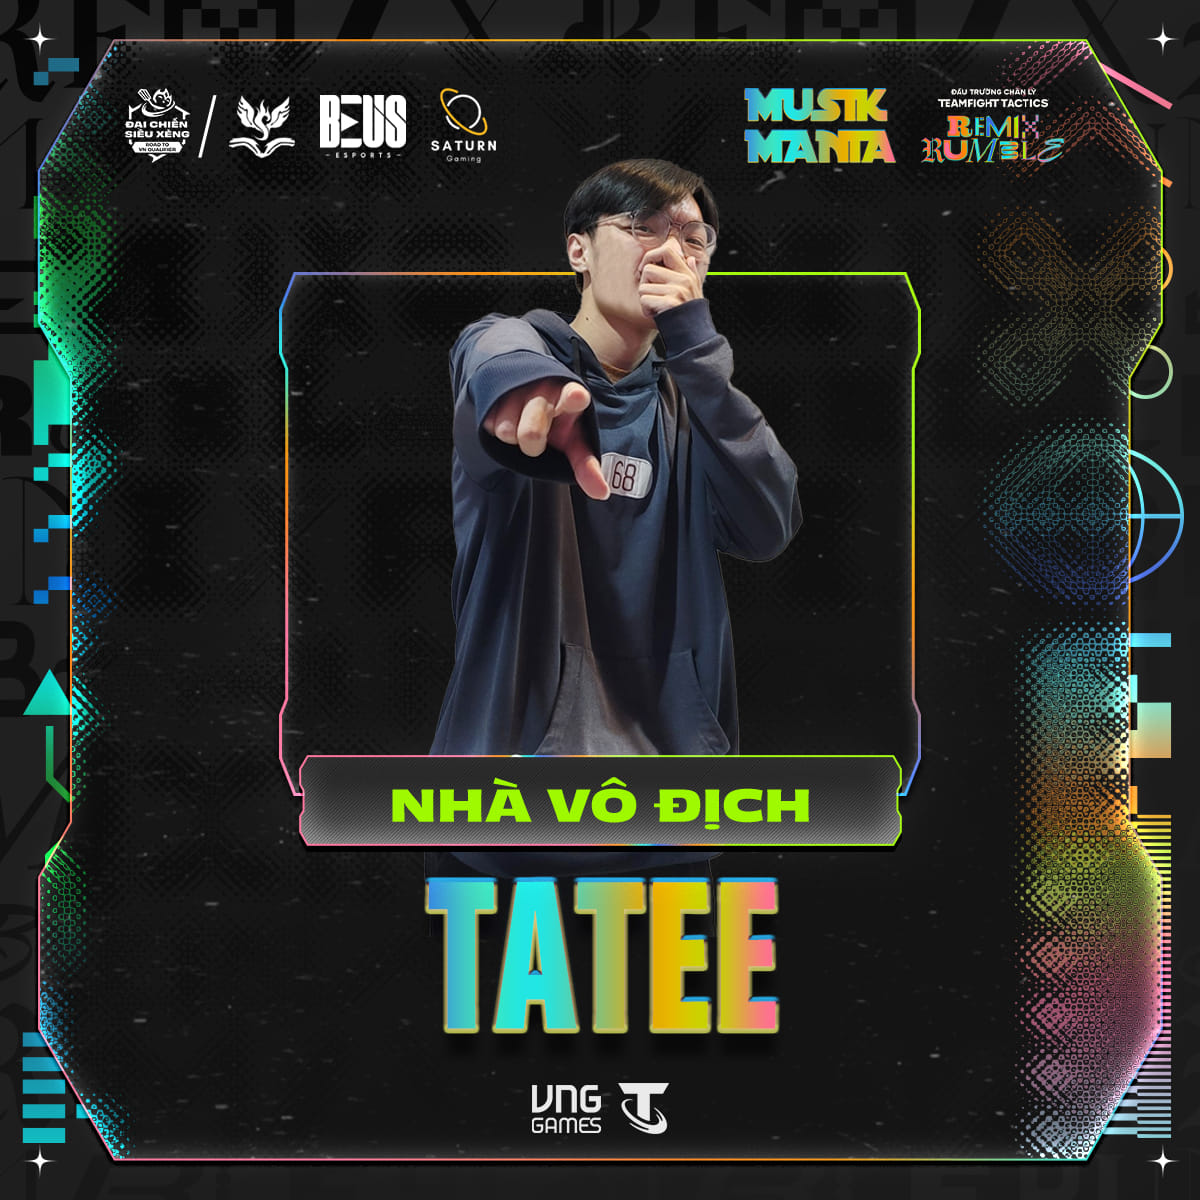 ĐẠI CHIẾN
SIÊU XẺNG
ROAD TO
VN QUALIFIER
BEUS
ESPORTS
SATURN
Gaming
MUSIK
MANIA
ĐẤU TRƯỜNG CHÂN LÝ
TEAMFIGHT TACTICS
REMIX
RUMBLE
68
NHÀ VÔ ĐỊCH
TATEE
VNG
GAMES